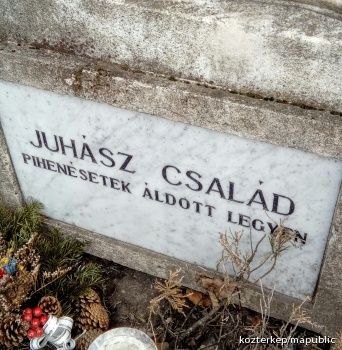 JUHÁSZ CSALÁD
PIHENÉSETEK ÁLDOTT LEGYEN
kozterkep/mapublic